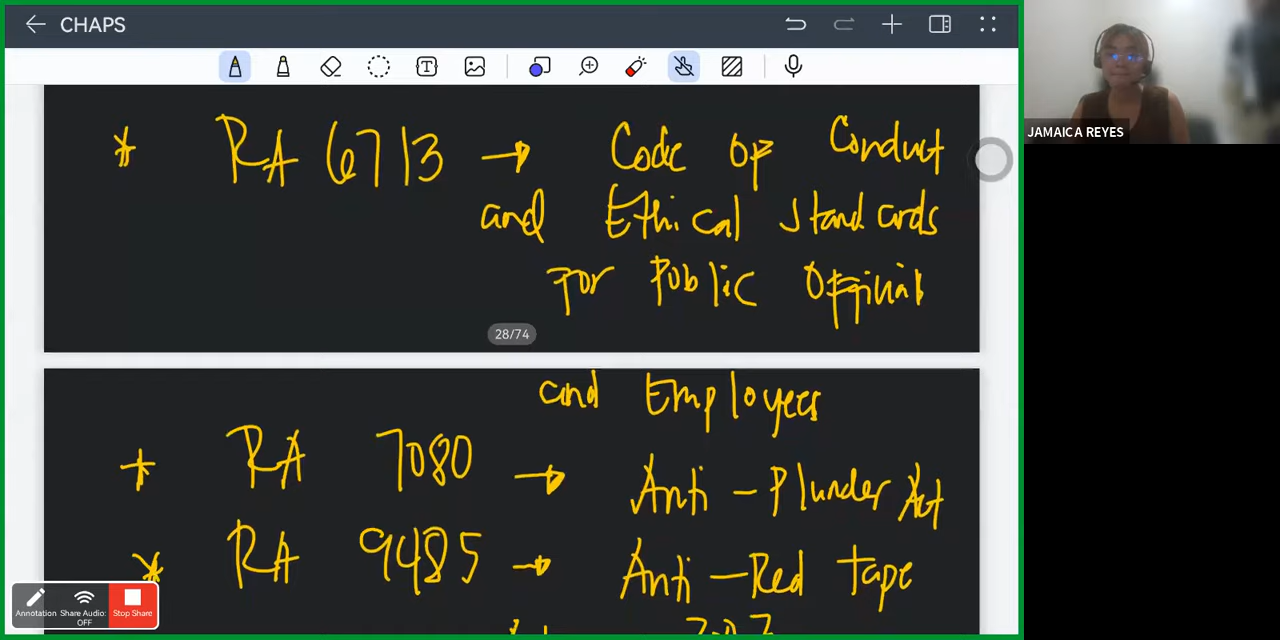 CHAPS
JAMAICA REYES
* RA 6713 → Code of Conduct
and Ethical Standards
for Public Officials
28/74
and Employees
* RA 7080 → Anti-Plunder Act
* RA 9485 → Anti-Red Tape
Annotation Share Audio: OFF Stop Share